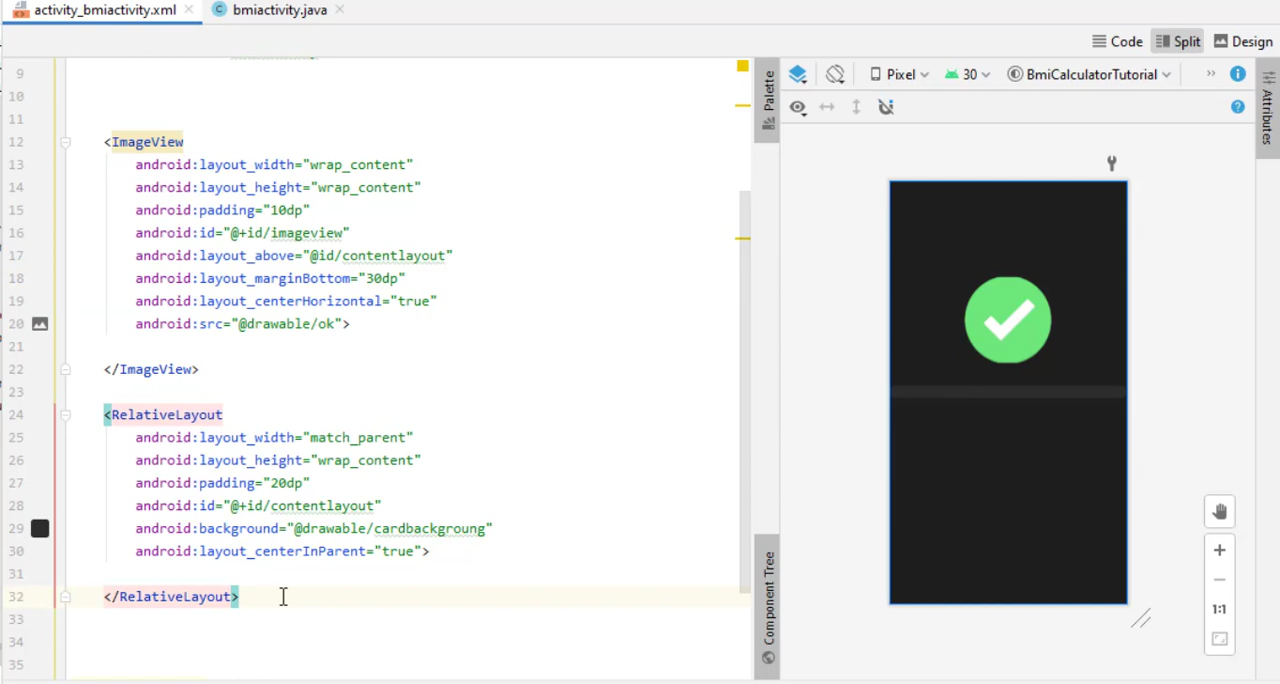 activity_bmiactivity.xml bmiactivity.java
Code Split Design
9
10
11
12 <ImageView
13 android:layout_width="wrap_content"
14 android:layout_height="wrap_content"
15 android:padding="10dp"
16 android:id="@+id/imageview"
17 android:layout_above="@id/contentlayout"
18 android:layout_marginBottom="30dp"
19 android:layout_centerHorizontal="true"
20 android:src="@drawable/ok">
21
22 </ImageView>
23
24 <RelativeLayout
25 android:layout_width="match_parent"
26 android:layout_height="wrap_content"
27 android:padding="20dp"
28 android:id="@+id/contentlayout"
29 android:background="@drawable/cardbackgroung"
30 android:layout_centerInParent="true">
31
32 </RelativeLayout>
33
34
35
Palette
Component Tree
Pixel 30 BmiCalculatorTutorial
Attributes
1:1